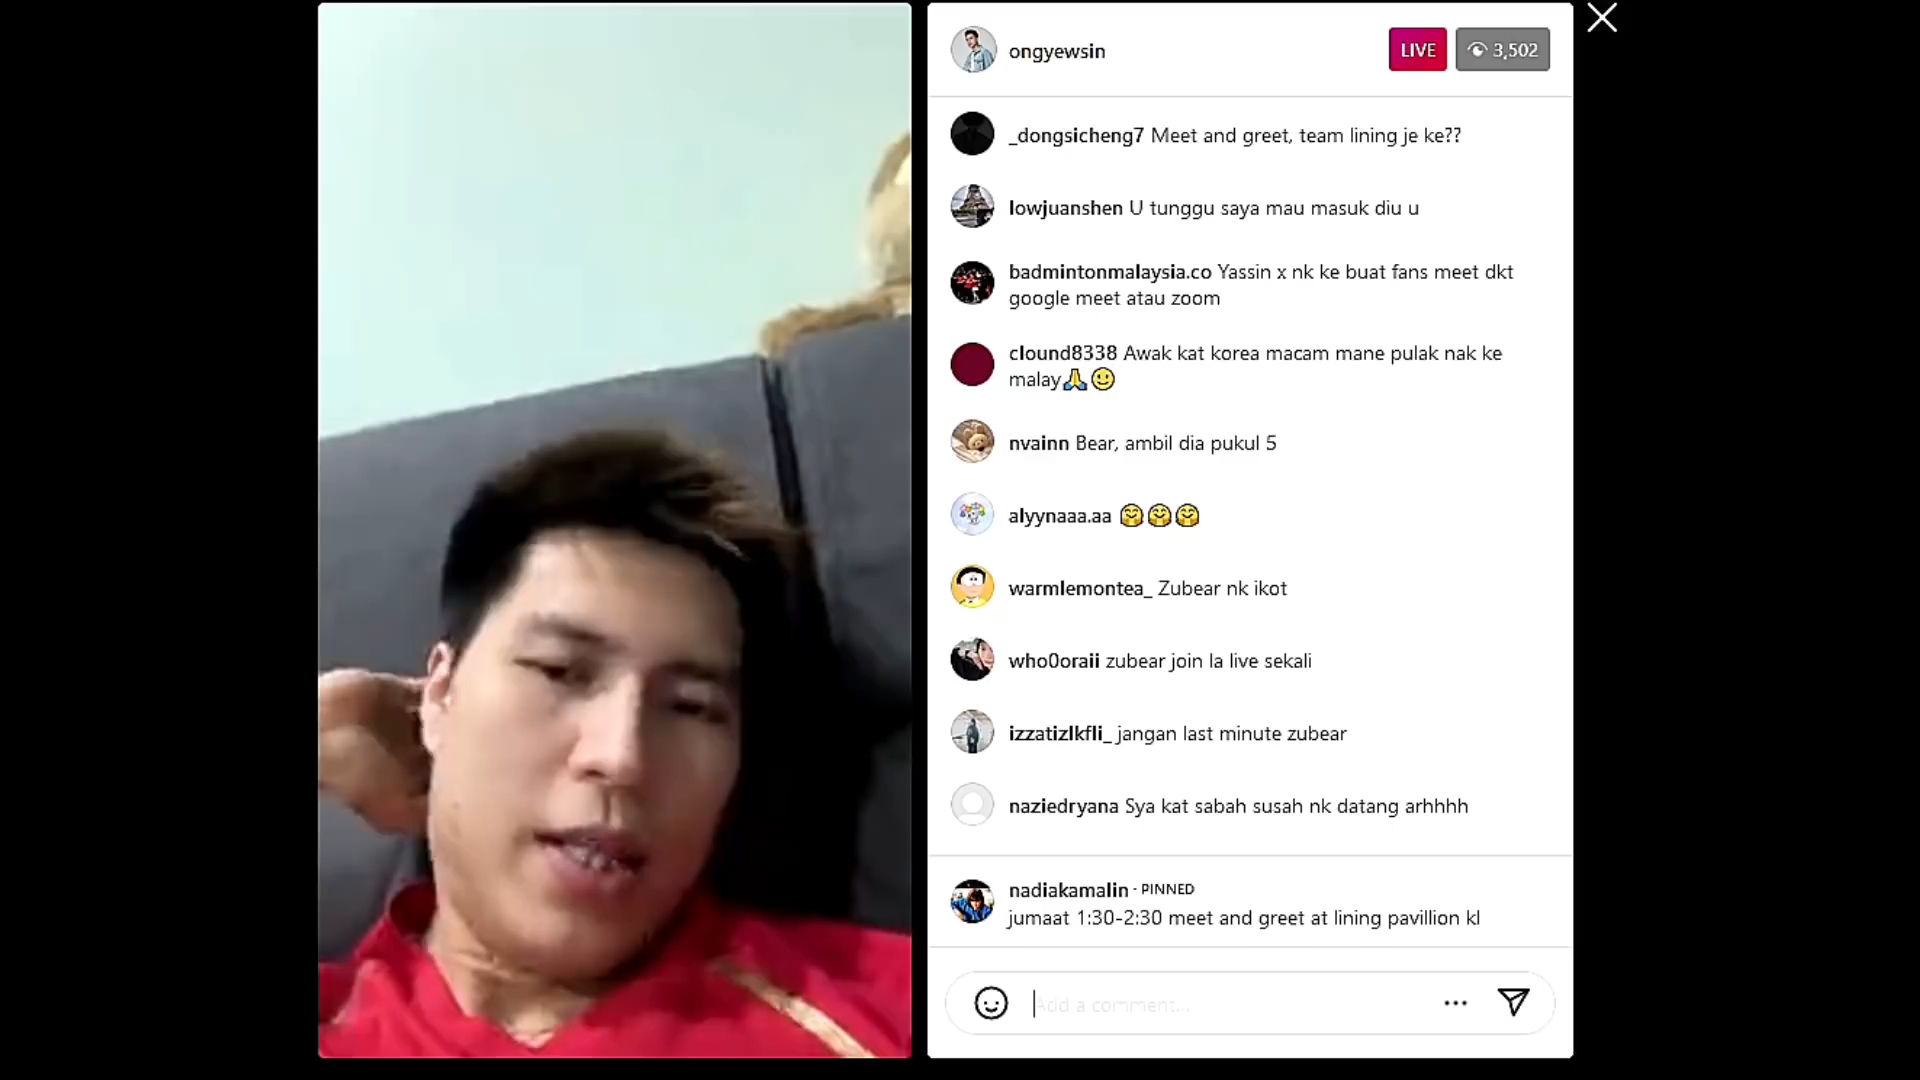 ongyewsin
LIVE
3,502
_dongsicheng7 Meet and greet, team lining je ke??
lowjuanshen U tunggu saya mau masuk diu u
badmintonmalaysia.co Yassin x nk ke buat fans meet dkt
google meet atau zoom
clound8338 Awak kat korea macam mane pulak nak ke
malay🙏🙂
nvainn Bear, ambil dia pukul 5
alyynaaa.aa 🤗🤗🤗
warmlemontea_ Zubear nk ikot
who0oraii zubear join la live sekali
izzatizlkfli_ jangan last minute zubear
naziedryana Sya kat sabah susah nk datang arhhhh
nadiakamalin · PINNED
jumaat 1:30-2:30 meet and greet at lining pavillion kl
Add a comment...